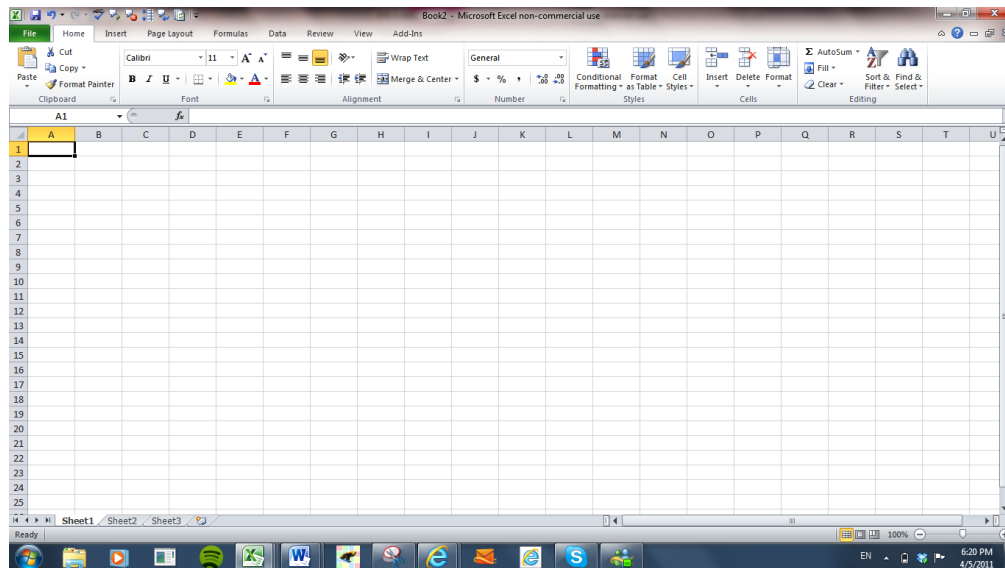 Book2 - Microsoft Excel non-commercial use
File Home Insert Page Layout Formulas Data Review View Add-Ins
Paste
Cut
Copy
Format Painter
Clipboard
Calibri 11 A A
B I U A
Font
Wrap Text
Merge & Center
Alignment
General
$ % , .00 .00
Number
Conditional Formatting
Format as Table
Cell Styles
Styles
Insert Delete Format
Cells
Σ AutoSum
Fill
Clear
Sort & Filter
Find & Select
Editing
A1 fx
A B C D E F G H I J K L M N O P Q R S T U
1
2
3
4
5
6
7
8
9
10
11
12
13
14
15
16
17
18
19
20
21
22
23
24
25
Sheet1 Sheet2 Sheet3
Ready 100%
EN 6:20 PM
4/5/2011